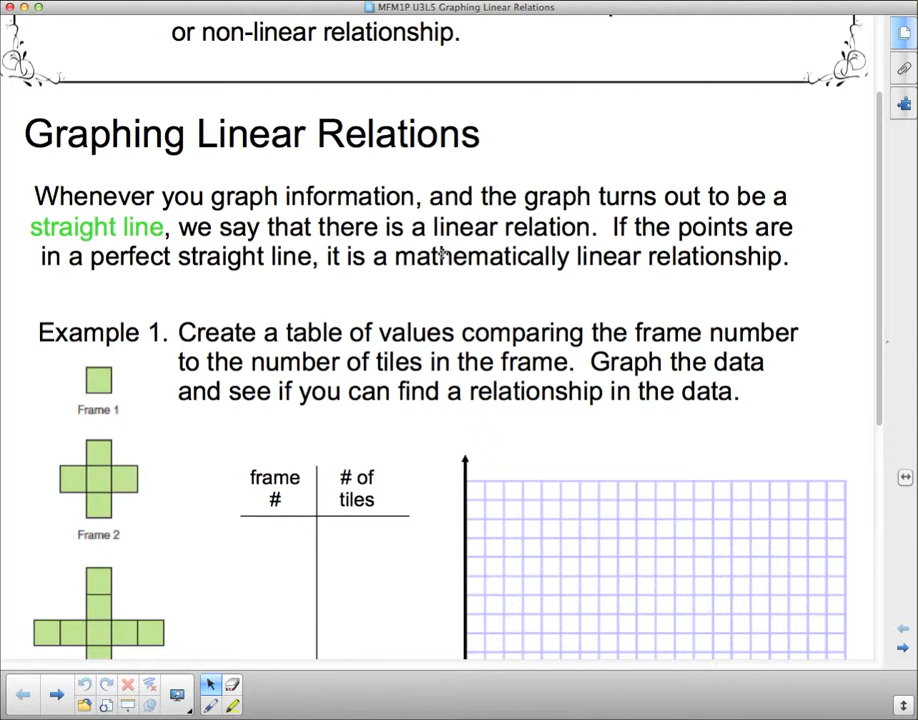 MFM1P U3L5 Graphing Linear Relations
or non-linear relationship.
Graphing Linear Relations
Whenever you graph information, and the graph turns out to be a
straight line, we say that there is a linear relation. If the points are
in a perfect straight line, it is a mathematically linear relationship.
Example 1. Create a table of values comparing the frame number
to the number of tiles in the frame. Graph the data
and see if you can find a relationship in the data.
Frame 1
Frame 2
frame
#
# of
tiles